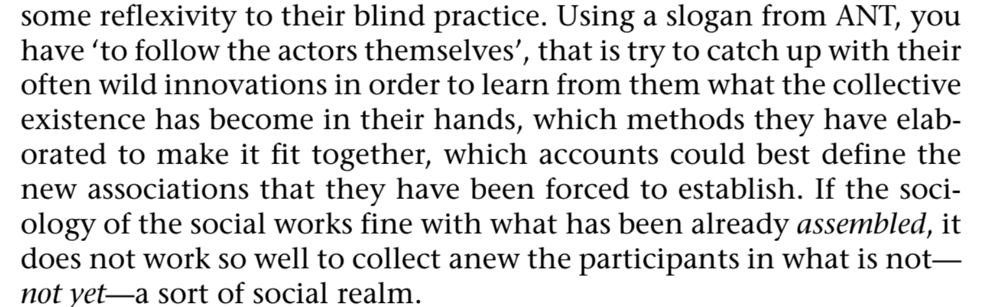 some reflexivity to their blind practice. Using a slogan from ANT, you
have ‘to follow the actors themselves’, that is try to catch up with their
often wild innovations in order to learn from them what the collective
existence has become in their hands, which methods they have elab-
orated to make it fit together, which accounts could best define the
new associations that they have been forced to establish. If the soci-
ology of the social works fine with what has been already assembled, it
does not work so well to collect anew the participants in what is not—
not yet—a sort of social realm.